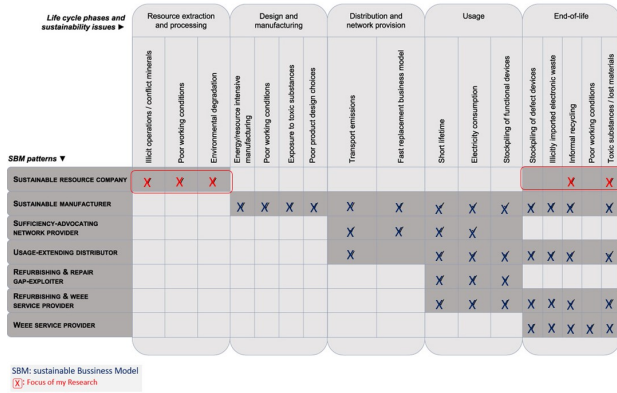 Life cycle phases and
sustainability issues ►
Resource extraction
and processing
Design and
manufacturing
Distribution and
network provision
Usage
End-of-life
Illicit operations / conflict minerals
Poor working conditions
Environmental degradation
Energy/resource intensive
manufacturing
Poor working conditions
Exposure to toxic substances
Poor product design choices
Transport emissions
Fast replacement business model
Short lifetime
Electricity consumption
Stockpiling of functional devices
Stockpiling of defect devices
Illicitly imported electronic waste
Informal recycling
Poor working conditions
Toxic substances / lost materials
SBM patterns ▼
SUSTAINABLE RESOURCE COMPANY
X X X X X
SUSTAINABLE MANUFACTURER
X X X X X X X X X X X X X
SUFFICIENCY-ADVOCATING
NETWORK PROVIDER
X X X X
USAGE-EXTENDING DISTRIBUTOR
X X X X X X X X
REFURBISHING & REPAIR
GAP-EXPLOITER
X X X
REFURBISHING & WEEE
SERVICE PROVIDER
X X X X X X X
WEEE SERVICE PROVIDER
X X X X X
SBM: sustainable Bussiness Model
X: Focus of my Research